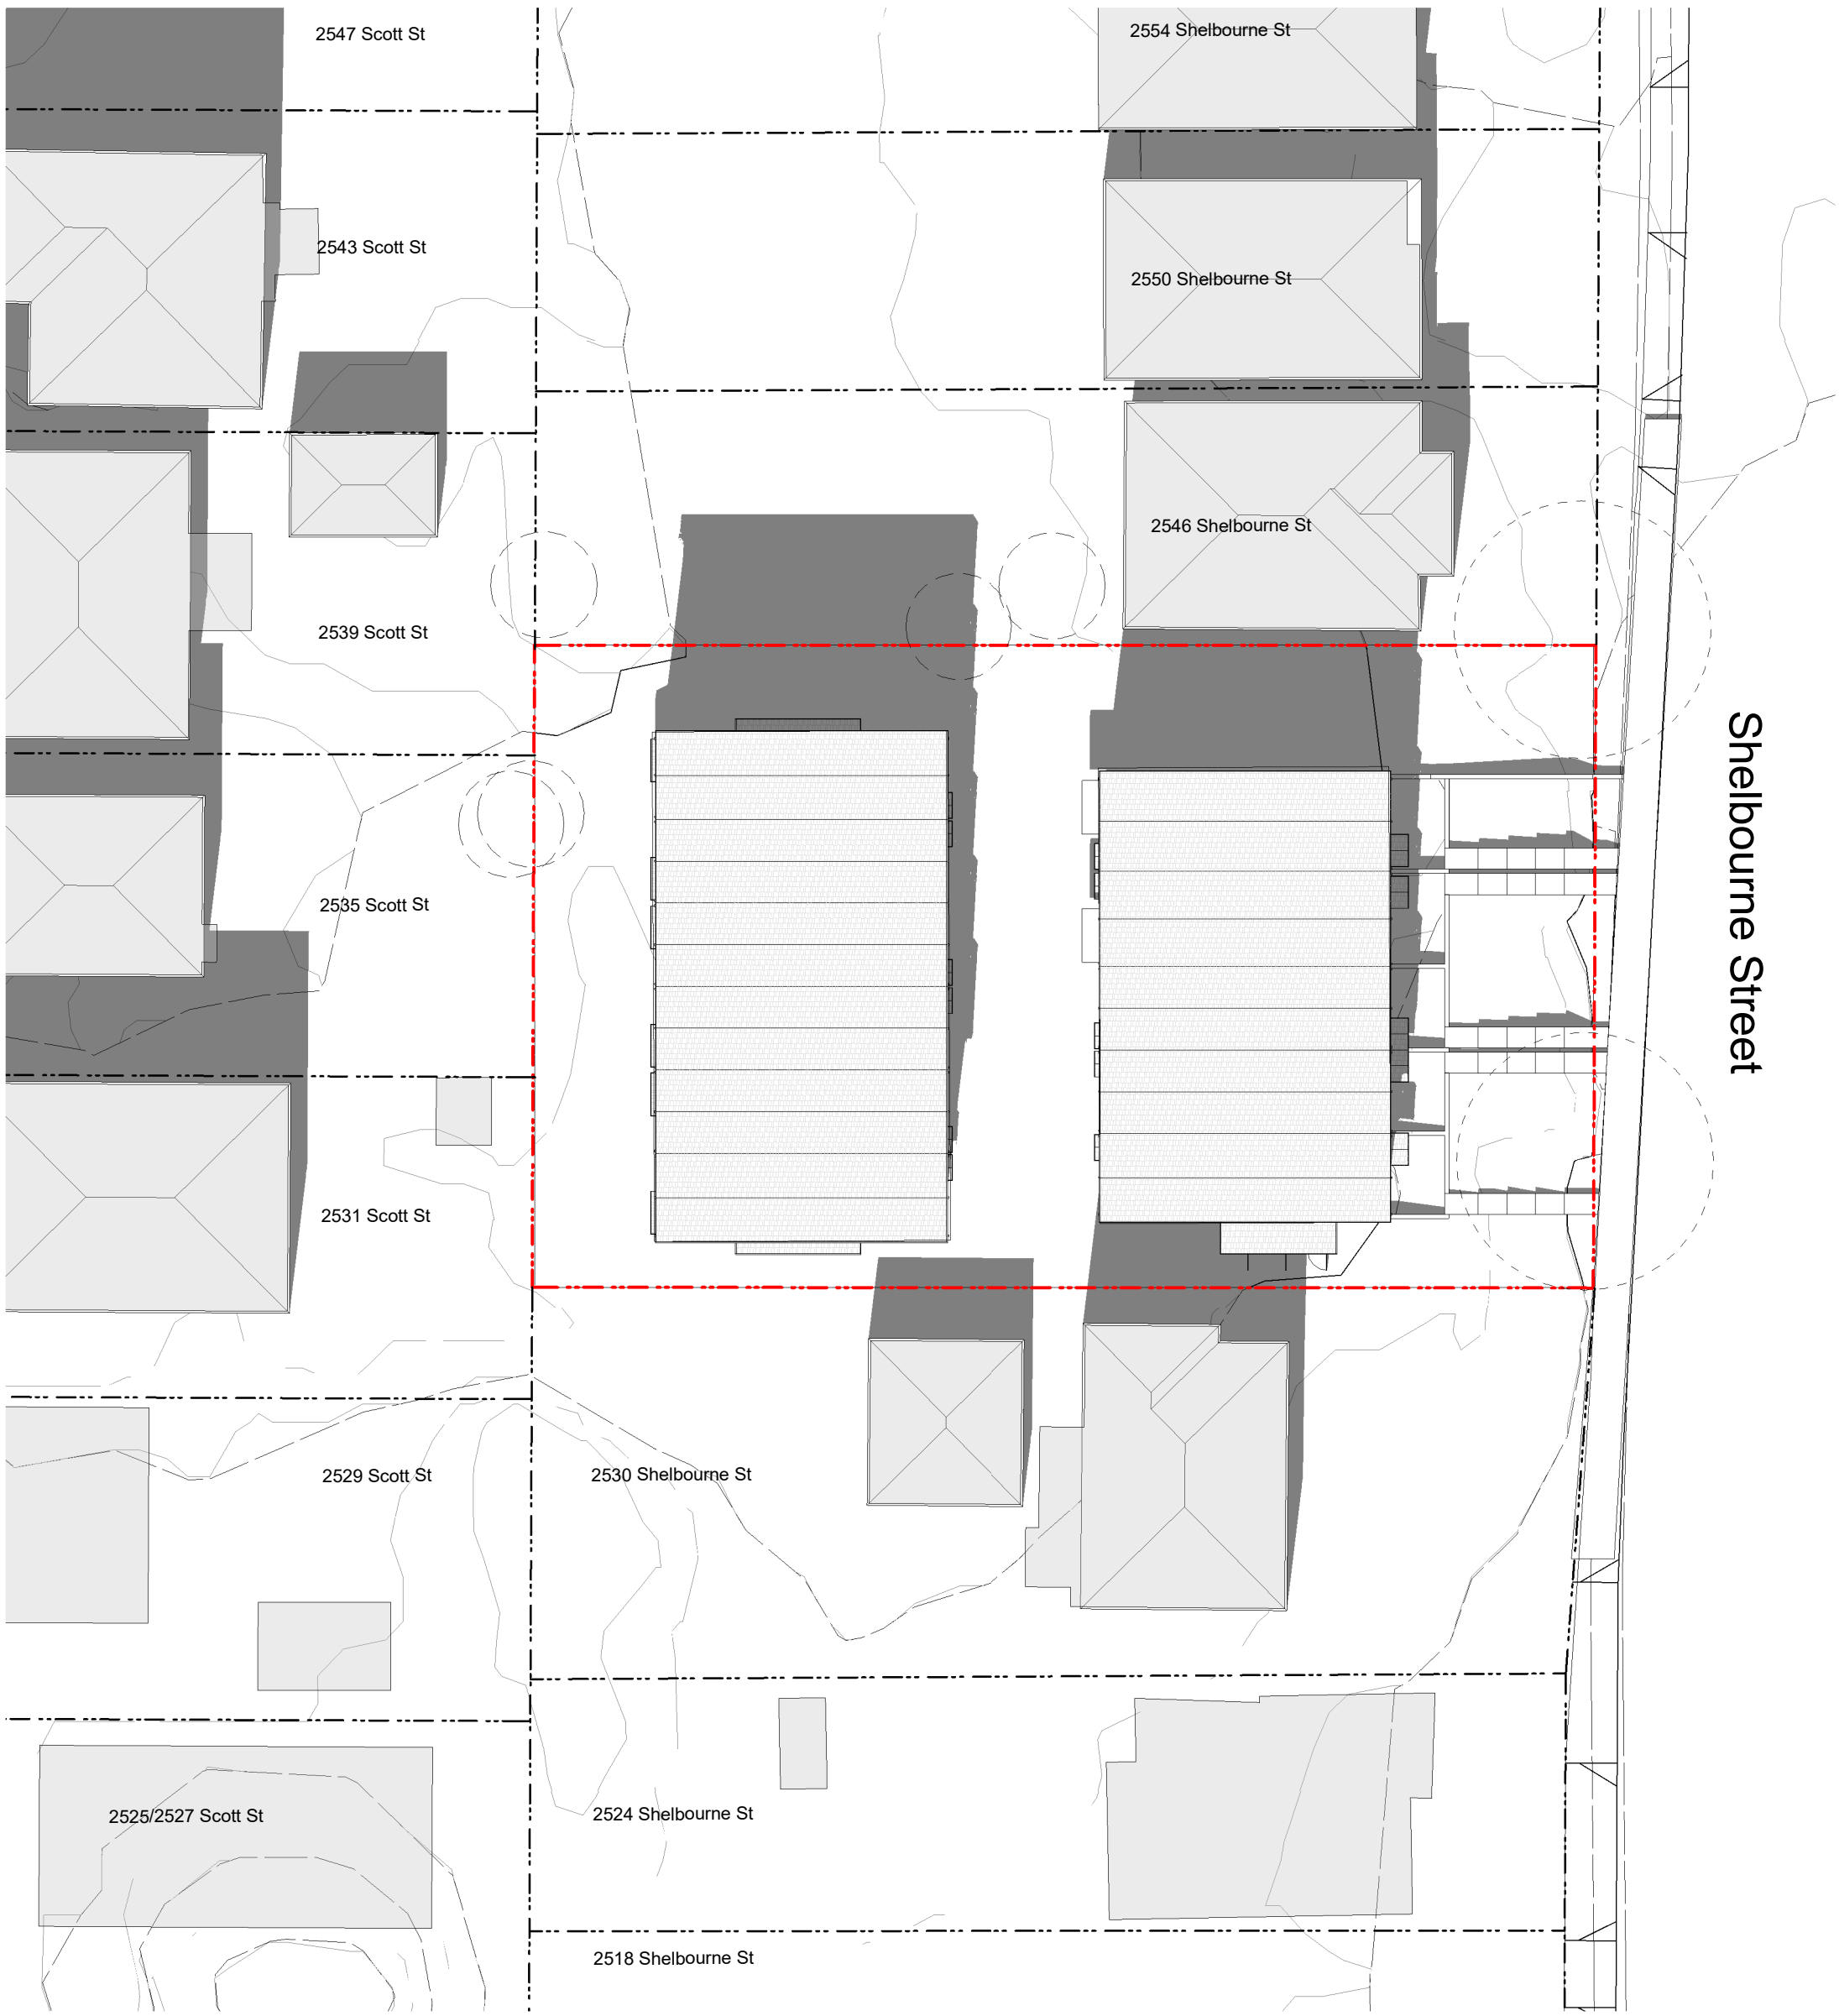 2547 Scott St
2554 Shelbourne St
2543 Scott St
2550 Shelbourne St
2546 Shelbourne St
2539 Scott St
Shelbourne Street
2535 Scott St
2531 Scott St
2529 Scott St
2530 Shelbourne St
2525/2527 Scott St
2524 Shelbourne St
2518 Shelbourne St